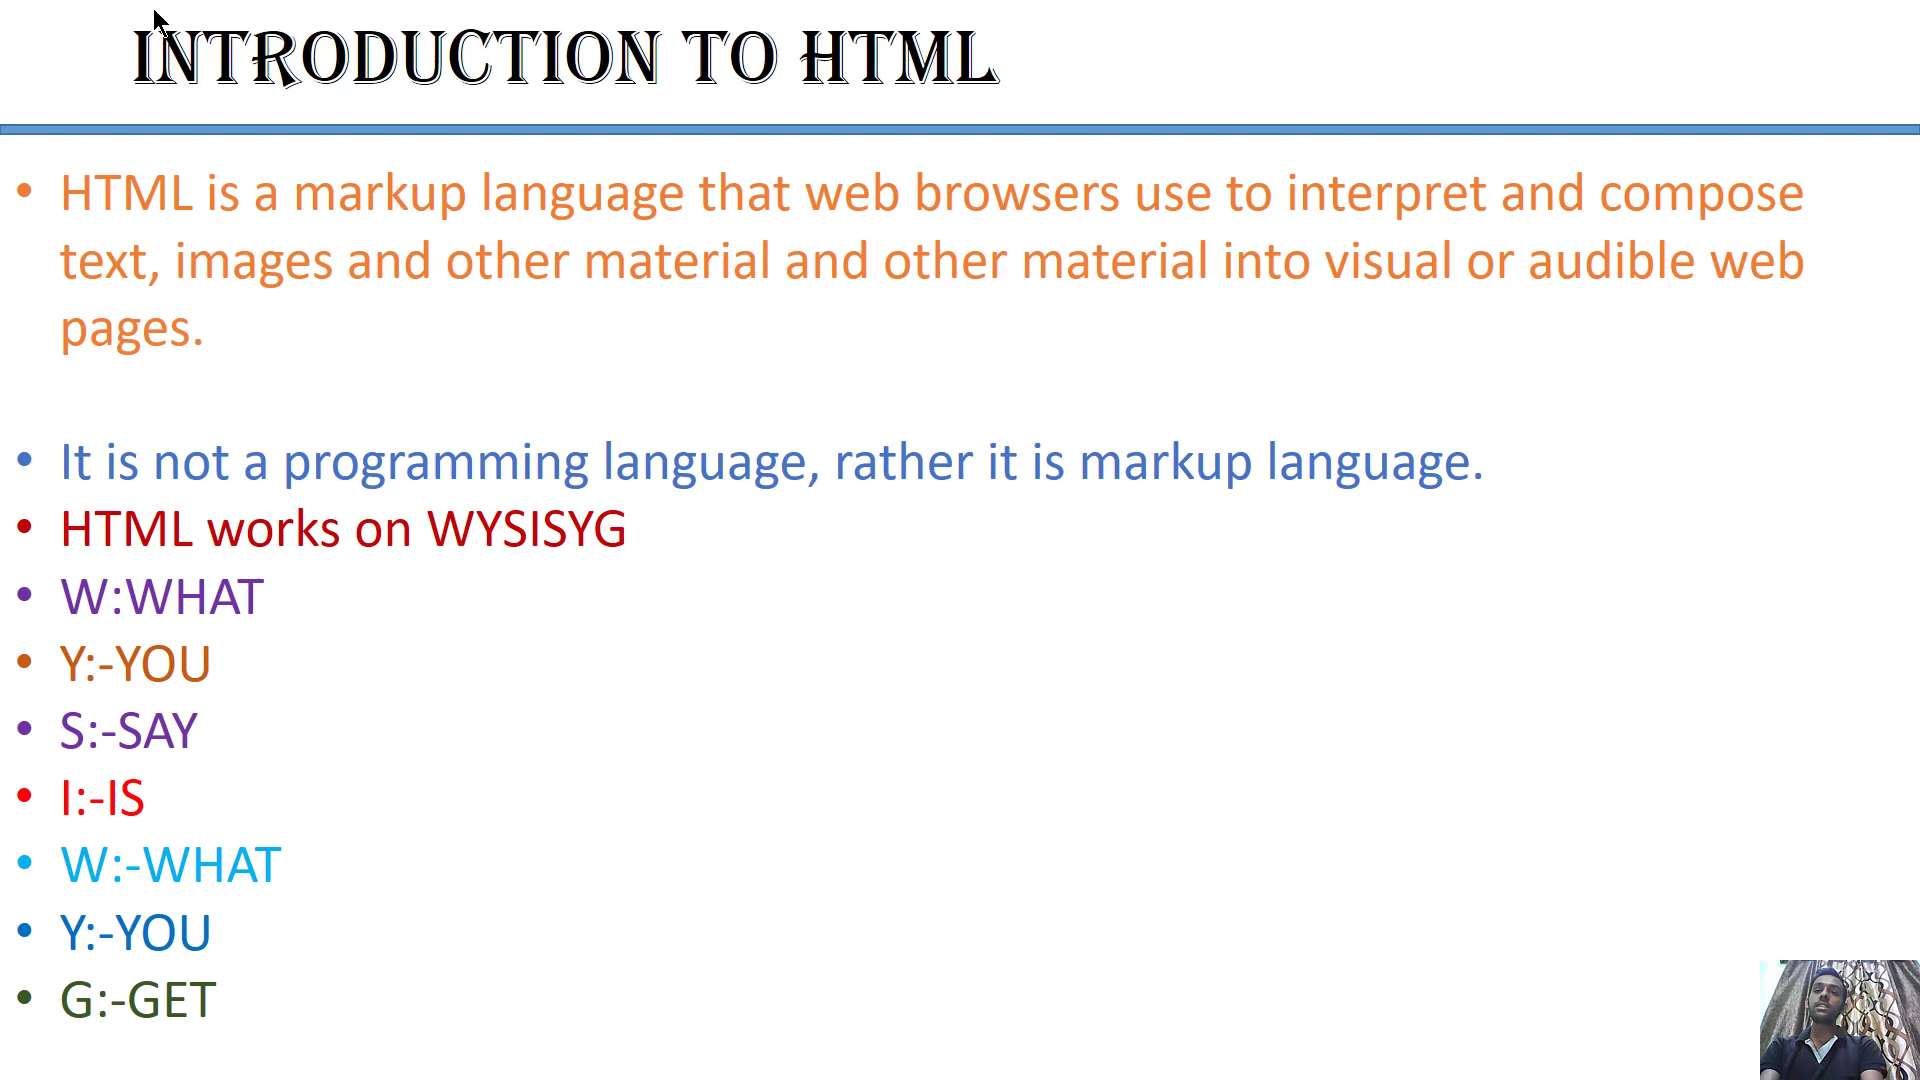 INTRODUCTION TO HTML
• HTML is a markup language that web browsers use to interpret and compose
text, images and other material and other material into visual or audible web
pages.
• It is not a programming language, rather it is markup language.
• HTML works on WYSISYG
• W:WHAT
• Y:-YOU
• S:-SAY
• I:-IS
• W:-WHAT
• Y:-YOU
• G:-GET